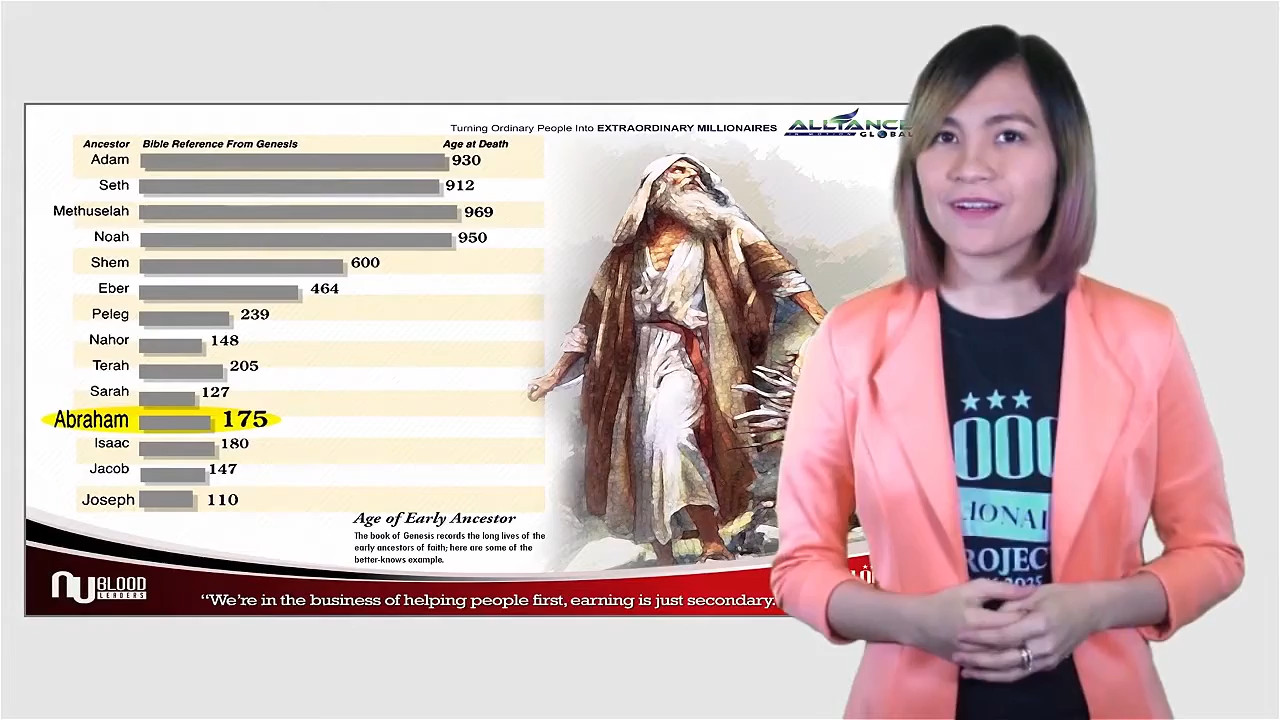 Turning Ordinary People Into EXTRAORDINARY MILLIONAIRES
ALLIANCE
IN MOTION GLOBAL
Ancestor Bible Reference From Genesis Age at Death
Adam 930
Seth 912
Methuselah 969
Noah 950
Shem 600
Eber 464
Peleg 239
Nahor 148
Terah 205
Sarah 127
Abraham 175
Isaac 180
Jacob 147
Joseph 110
Age of Early Ancestor
The book of Genesis records the long lives of the
early ancestors of faith; here are some of the
better-knows example.
NU BLOOD
LEADERS
“We're in the business of helping people first, earning is just secondary.
000
IONAI
ROJEC
2025